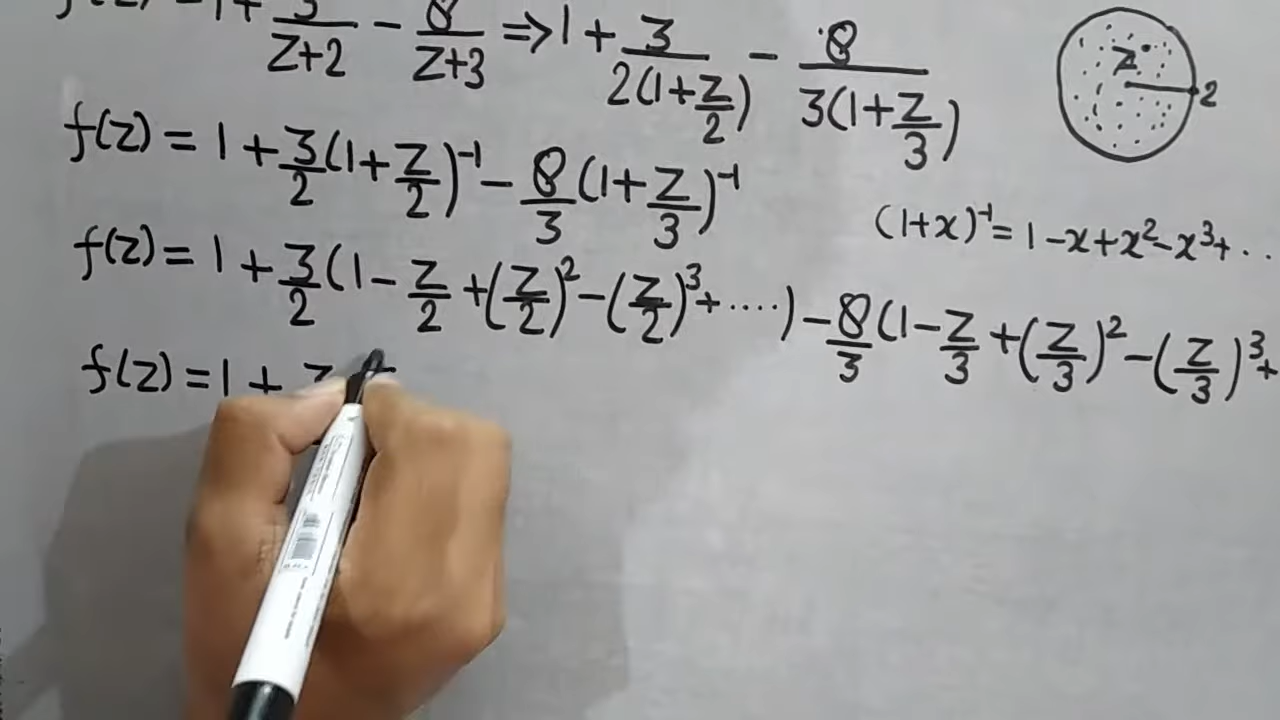 f(z) = 1 + 3/(z+2) - 8/(z+3) ⇒ 1 + 3/(2(1+z/2)) - 8/(3(1+z/3))
z
2
f(z) = 1 + 3/2(1+z/2)^-1 - 8/3(1+z/3)^-1
(1+x)^-1 = 1-x+x²-x³+..
f(z) = 1 + 3/2(1 - z/2 + (z/2)² - (z/2)³ + ....) - 8/3(1 - z/3 + (z/3)² - (z/3)³ +
f(z) = 1 +